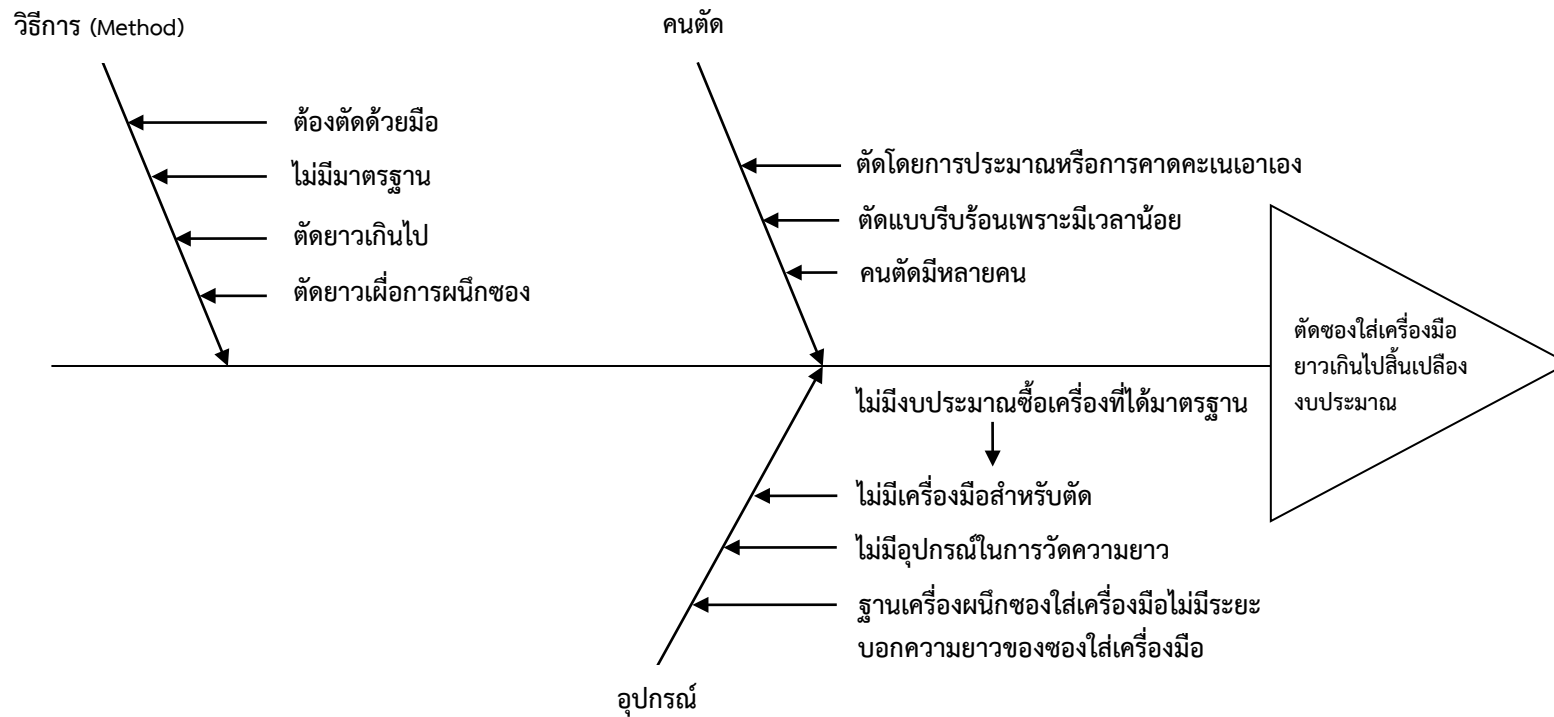 วิธีการ (Method)
คนตัด
ต้องตัดด้วยมือ
ไม่มีมาตรฐาน
ตัดยาวเกินไป
ตัดยาวเผื่อการผนึกซอง
ตัดโดยการประมาณหรือการคาดคะเนเอาเอง
ตัดแบบรีบร้อนเพราะมีเวลาน้อย
คนตัดมีหลายคน
ตัดซองใส่เครื่องมือ
ยาวเกินไปสิ้นเปลือง
งบประมาณ
ไม่มีงบประมาณซื้อเครื่องที่ได้มาตรฐาน
ไม่มีเครื่องมือสำหรับตัด
ไม่มีอุปกรณ์ในการวัดความยาว
ฐานเครื่องผนึกซองใส่เครื่องมือไม่มีระยะ
บอกความยาวของซองใส่เครื่องมือ
อุปกรณ์